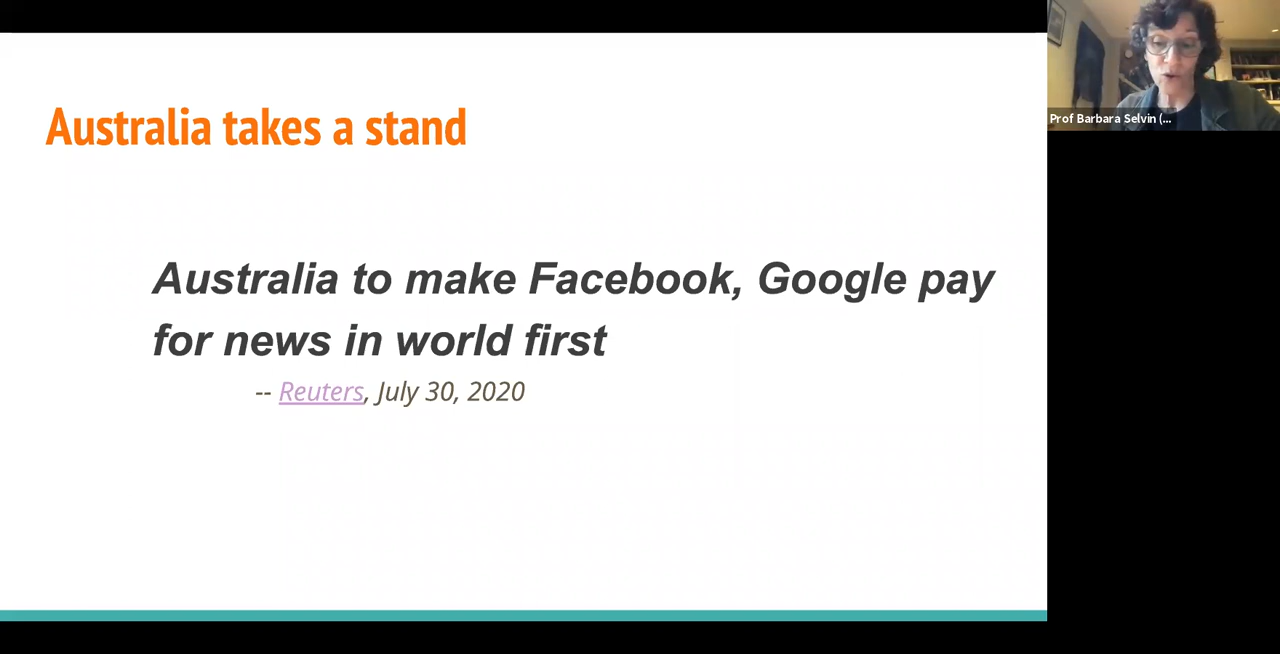 Australia takes a stand
Australia to make Facebook, Google pay
for news in world first
-- Reuters, July 30, 2020
Prof Barbara Selvin (...